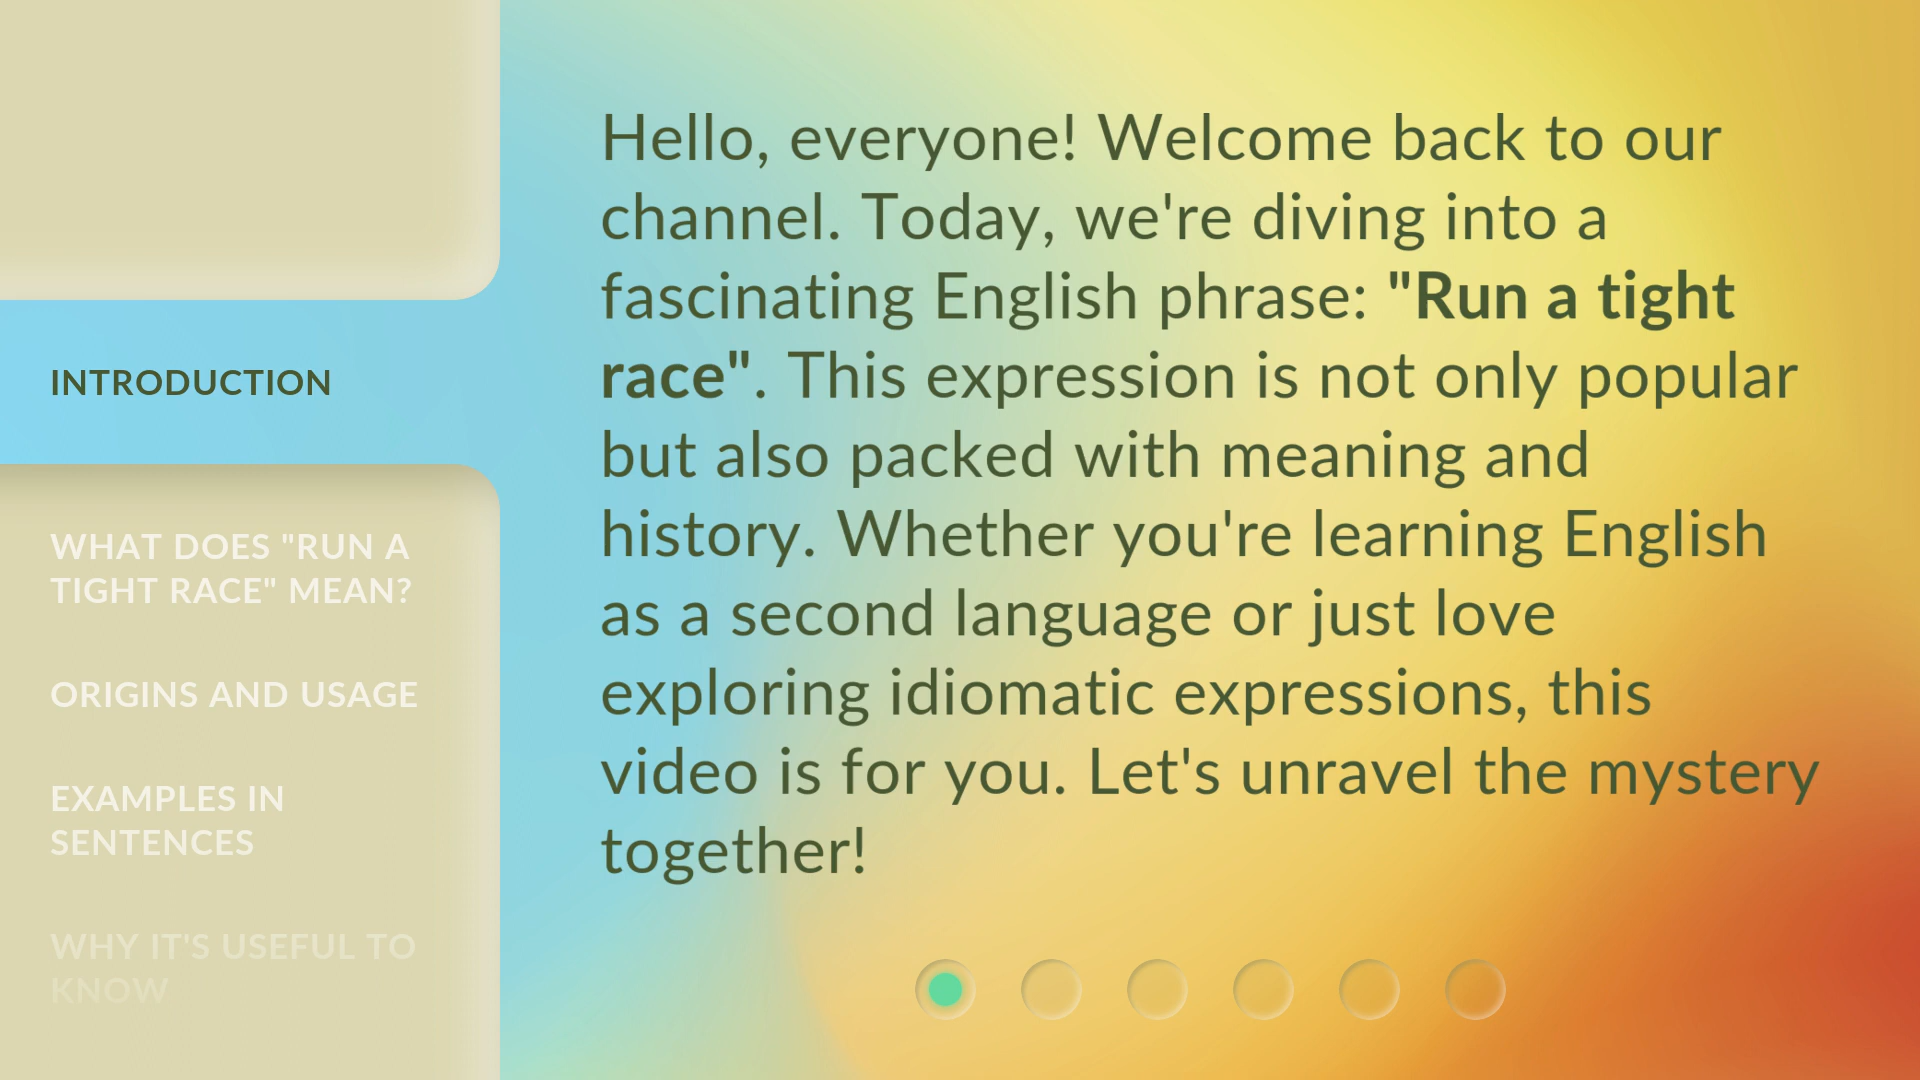 INTRODUCTION
WHAT DOES "RUN A
TIGHT RACE" MEAN?
ORIGINS AND USAGE
EXAMPLES IN
SENTENCES
WHY IT'S USEFUL TO
KNOW
Hello, everyone! Welcome back to our
channel. Today, we're diving into a
fascinating English phrase: "Run a tight
race". This expression is not only popular
but also packed with meaning and
history. Whether you're learning English
as a second language or just love
exploring idiomatic expressions, this
video is for you. Let's unravel the mystery
together!